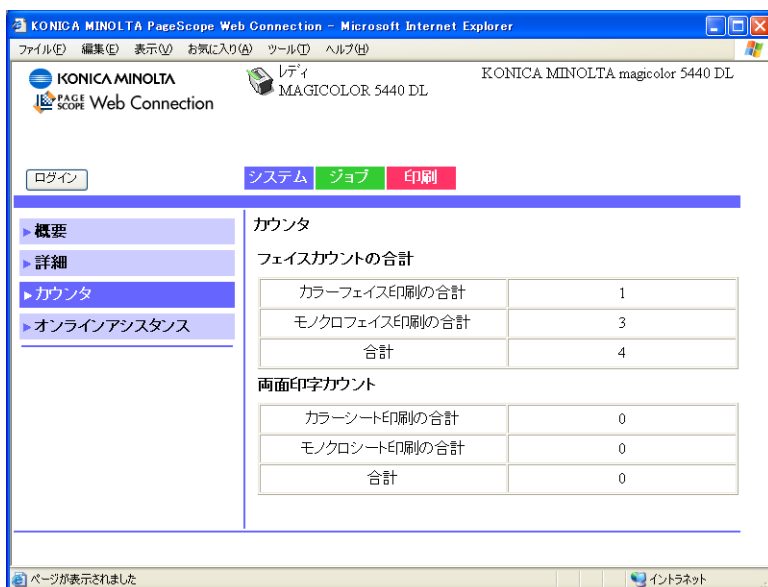 KONICA MINOLTA PageScope Web Connection - Microsoft Internet Explorer
ファイル(F) 編集(E) 表示(V) お気に入り(A) ツール(T) ヘルプ(H)
KONICA MINOLTA
PAGE SCOPE Web Connection
レディ
MAGICOLOR 5440 DL
KONICA MINOLTA magicolor 5440 DL
ログイン
システム ジョブ 印刷
概要
詳細
カウンタ
オンラインアシスタンス
カウンタ
フェイスカウントの合計
カラーフェイス印刷の合計 1
モノクロフェイス印刷の合計 3
合計 4
両面印字カウント
カラーシート印刷の合計 0
モノクロシート印刷の合計 0
合計 0
ページが表示されました
イントラネット